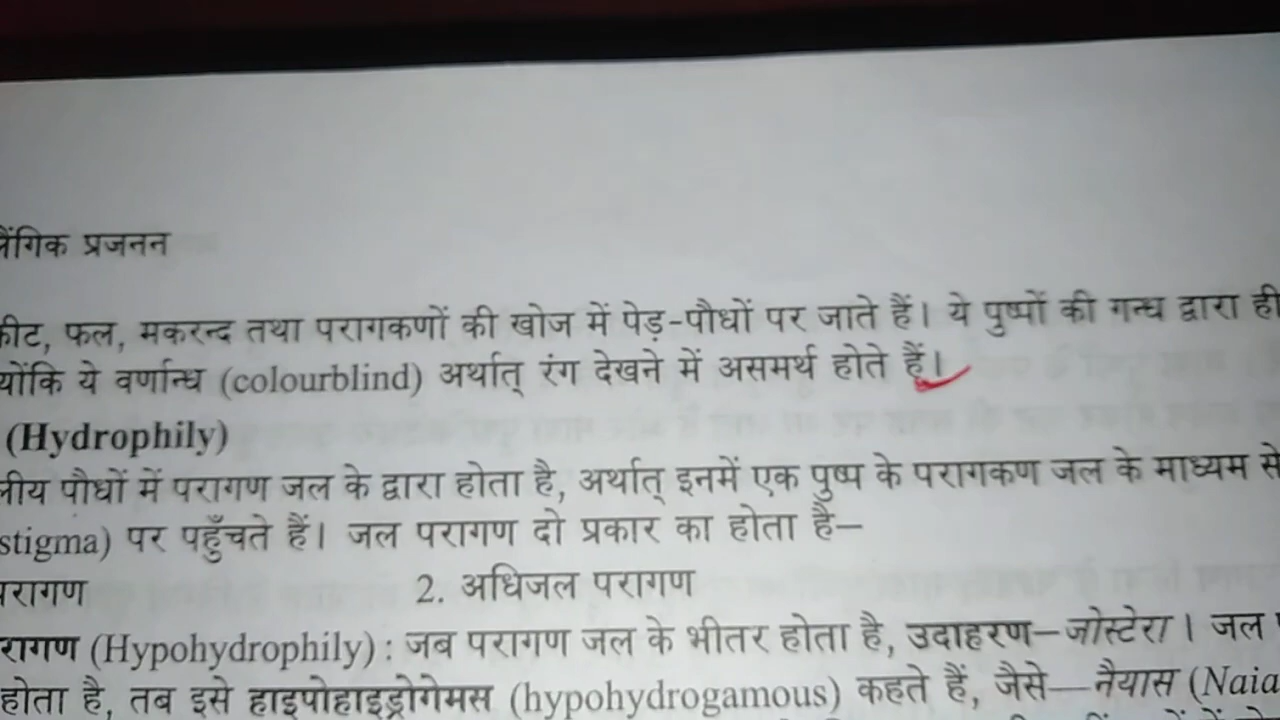 लैंगिक प्रजनन
कीट, फल, मकरन्द तथा परागकणों की खोज में पेड़-पौधों पर जाते हैं। ये पुष्पों की गन्ध द्वारा ही
क्योंकि ये वर्णान्ध (colourblind) अर्थात् रंग देखने में असमर्थ होते हैं।
(Hydrophily)
पौधों में परागण जल के द्वारा होता है, अर्थात् इनमें एक पुष्प के परागकण जल के माध्यम से
stigma) पर पहुँचते हैं। जल परागण दो प्रकार का होता है—
परागण 2. अधिजल परागण
परागण (Hypohydrophily) : जब परागण जल के भीतर होता है, उदाहरण—जोस्टेरा। जल
होता है, तब इसे हाइपोहाइड्रोगेमस (hypohydrogamous) कहते हैं, जैसे—नैयास (Naia